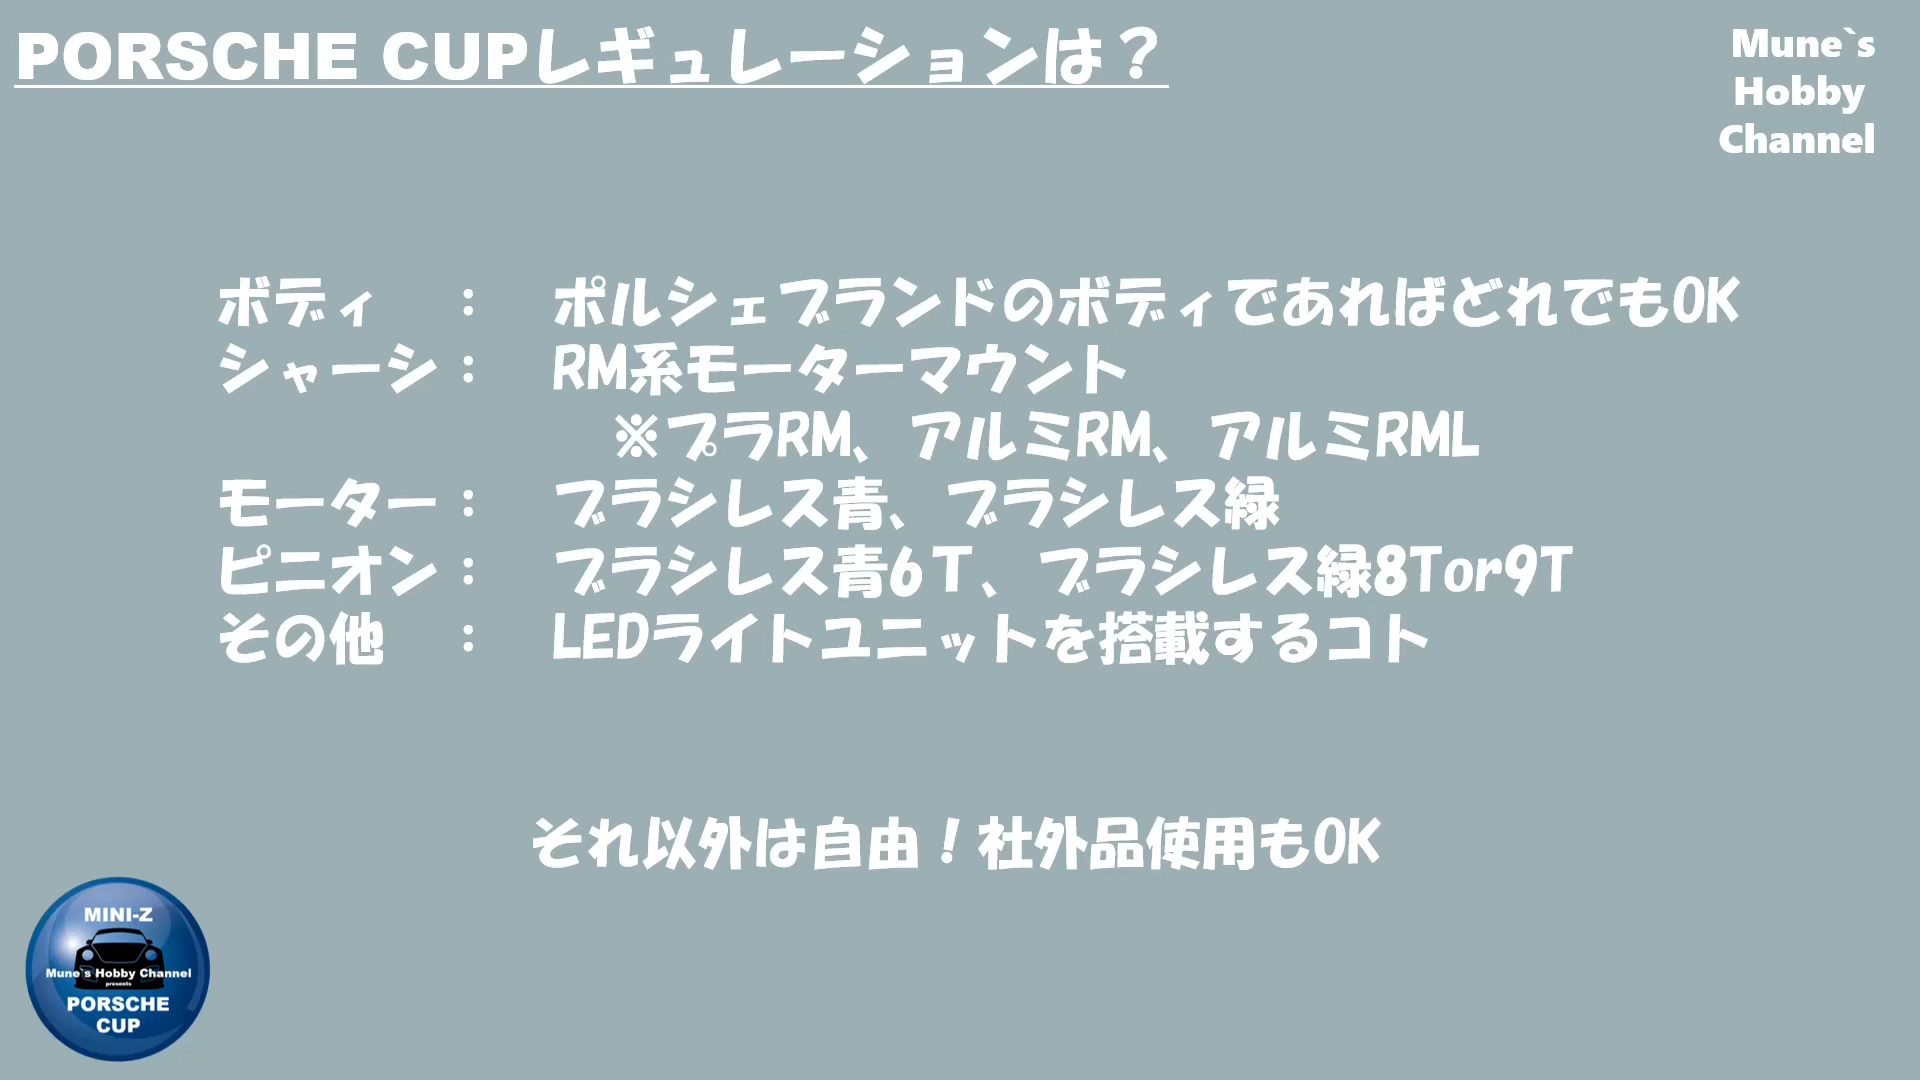 PORSCHE CUPレギュレーションは？
Mune`s
Hobby
Channel
ボディ　：　ポルシェブランドのボディであればどれでもOK
シャーシ：　RM系モーターマウント
※プラRM、アルミRM、アルミRML
モーター：　ブラシレス青、ブラシレス緑
ピニオン：　ブラシレス青6T、ブラシレス緑8Tor9T
その他　：　LEDライトユニットを搭載するコト
それ以外は自由！社外品使用もOK
MINI-Z
Mune`s Hobby Channel
presents
PORSCHE
CUP